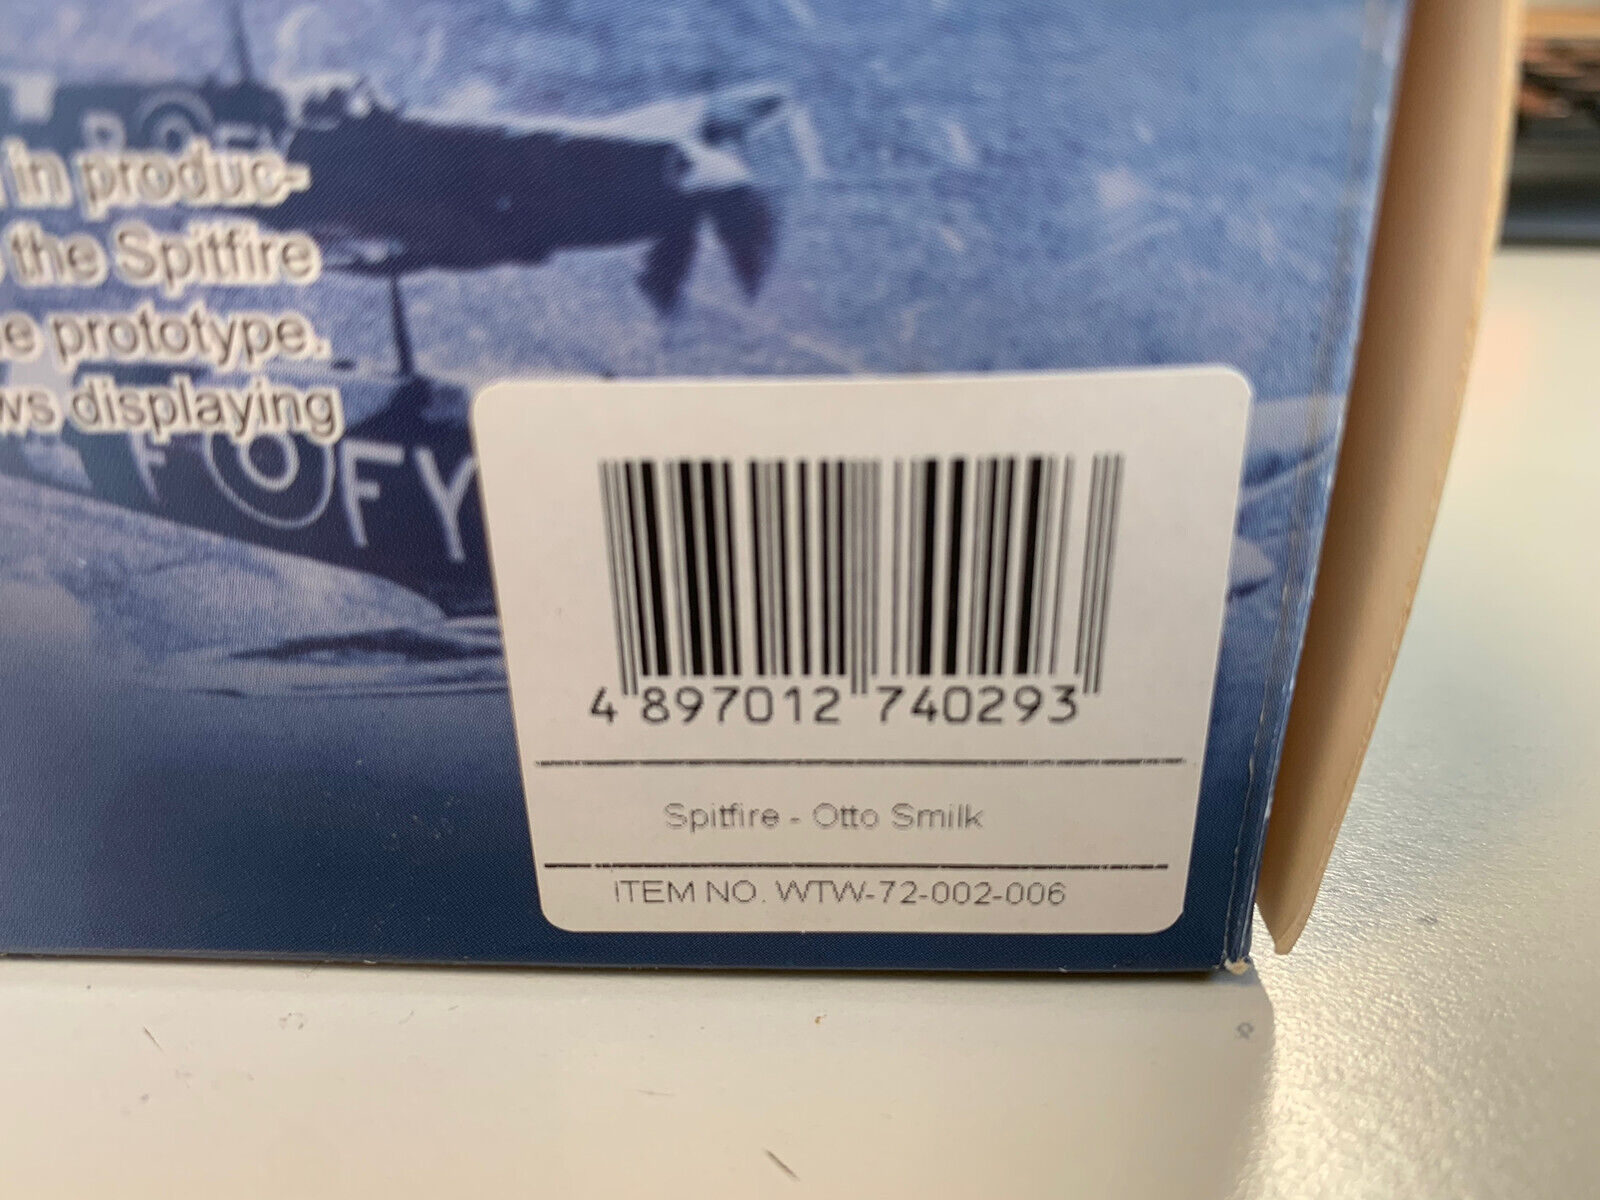 in produc-
the Spitfire
prototype.
displaying
FY
4 897012 740293
Spitfire - Otto Smilk
ITEM NO. WTW-72-002-006